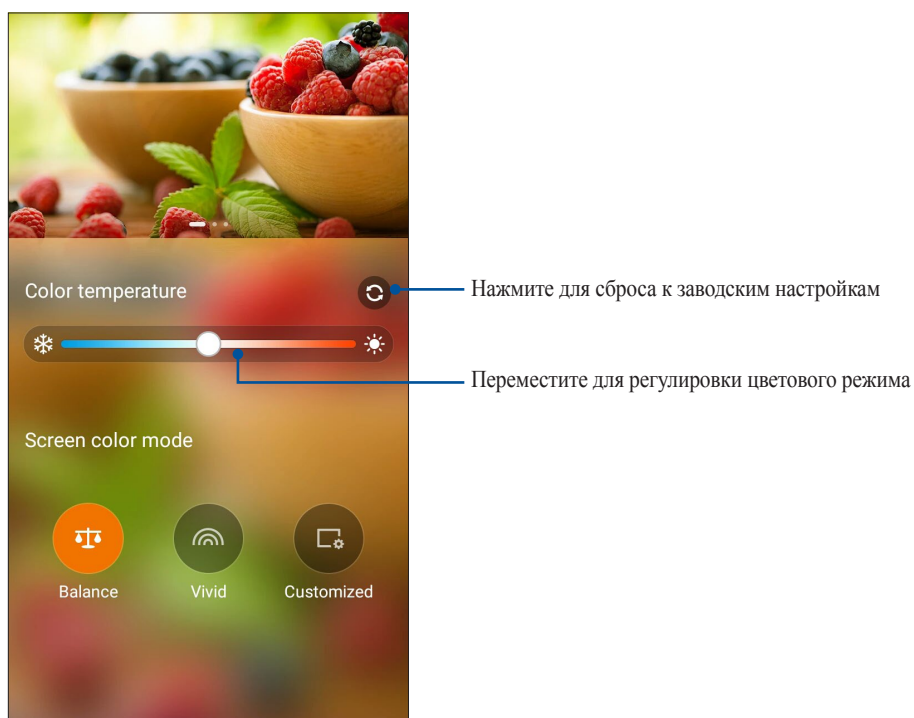 Color temperature
Нажмите для сброса к заводским настройкам
Переместите для регулировки цветового режима
Screen color mode
Balance
Vivid
Customized